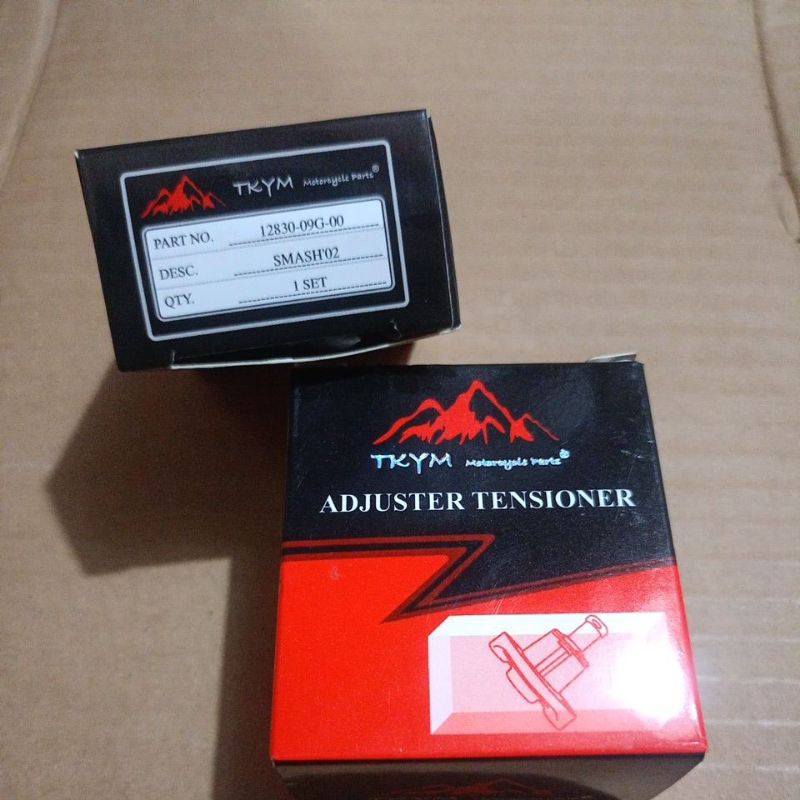 TKYM Motorcycle Parts®
PART NO. 12830-09G-00
DESC. SMASH'02
QTY. 1 SET
TKYM Motorcycle Parts®
ADJUSTER TENSIONER